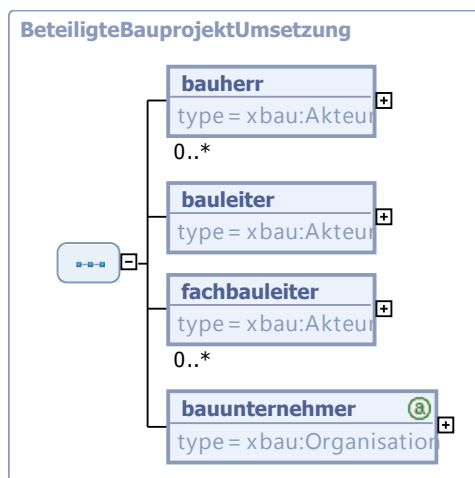 BeteiligteBauprojektUmsetzung
bauherr
type = xbau:Akteur
0..*
bauleiter
type = xbau:Akteur
fachbauleiter
type = xbau:Akteur
0..*
bauunternehmer a
type = xbau:Organisation